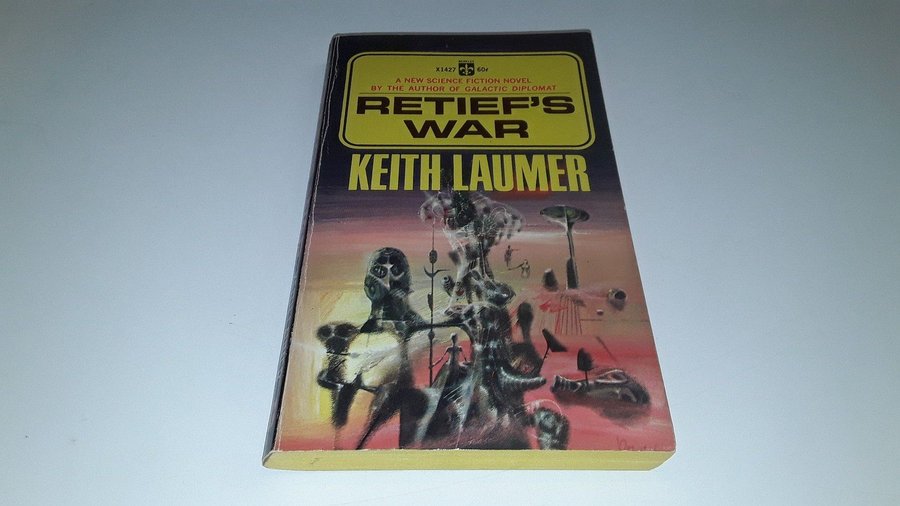 X1427 60¢
A NEW SCIENCE FICTION NOVEL
BY THE AUTHOR OF GALACTIC DIPLOMAT
RETIEF'S
WAR
KEITH LAUMER